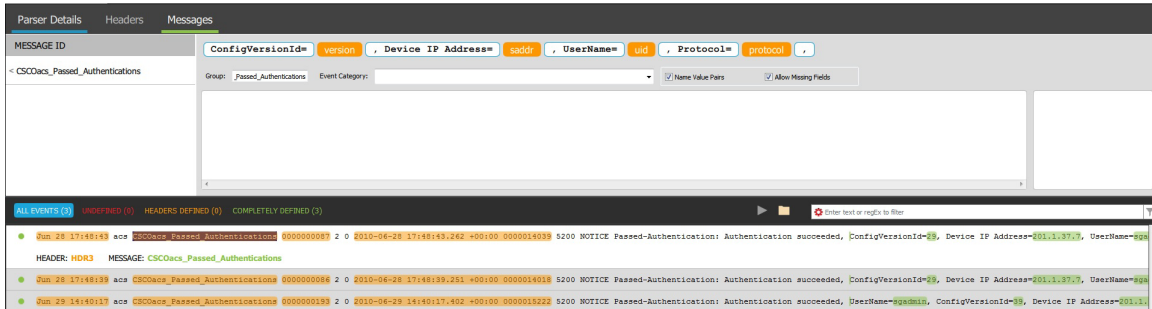 Parser Details Headers Messages
MESSAGE ID
ConfigVersionId= version , Device IP Address= saddr , UserName= uid , Protocol= protocol ,
< CSCOacs_Passed_Authentications
Group: _Passed_Authentications Event Category: Name Value Pairs Allow Missing Fields
ALL EVENTS (3) UNDEFINED (0) HEADERS DEFINED (0) COMPLETELY DEFINED (3) Enter text or regEx to filter
Jun 28 17:48:43 acs CSCOacs_Passed_Authentications 0000000087 2 0 2010-06-28 17:48:43.262 +00:00 0000014039 5200 NOTICE Passed-Authentication: Authentication succeeded, ConfigVersionId=29, Device IP Address=201.1.37.7, UserName=sga
HEADER: HDR3 MESSAGE: CSCOacs_Passed_Authentications
Jun 28 17:48:39 acs CSCOacs_Passed_Authentications 0000000086 2 0 2010-06-28 17:48:39.251 +00:00 0000014018 5200 NOTICE Passed-Authentication: Authentication succeeded, ConfigVersionId=29, Device IP Address=201.1.37.7, UserName=sga
Jun 29 14:40:17 acs CSCOacs_Passed_Authentications 0000000193 2 0 2010-06-29 14:40:17.402 +00:00 0000015222 5200 NOTICE Passed-Authentication: Authentication succeeded, UserName=sgadmin, ConfigVersionId=39, Device IP Address=201.1.